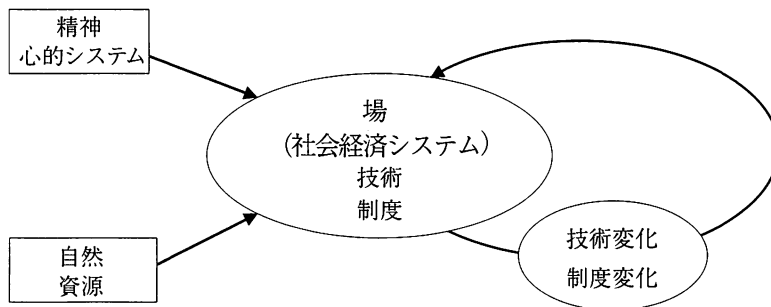 精神
心的システム
場
(社会経済システム)
技術
制度
自然
資源
技術変化
制度変化